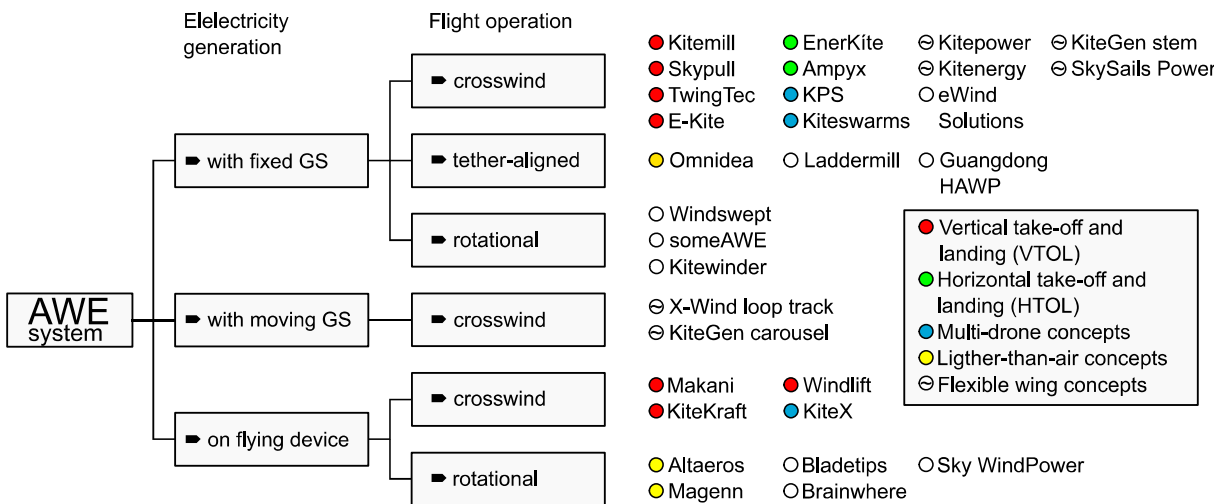 Elelectricity
generation
Flight operation
AWE
system
with fixed GS
with moving GS
on flying device
crosswind
tether-aligned
rotational
crosswind
crosswind
rotational
Kitemill
Skypull
TwingTec
E-Kite
EnerKíte
Ampyx
KPS
Kiteswarms
Kitepower
Kitenergy
eWind
Solutions
KiteGen stem
SkySails Power
Omnidea
Laddermill
Guangdong
HAWP
Windswept
someAWE
Kitewinder
X-Wind loop track
KiteGen carousel
Makani
KiteKraft
Windlift
KiteX
Altaeros
Magenn
Bladetips
Brainwhere
Sky WindPower
Vertical take-off and
landing (VTOL)
Horizontal take-off and
landing (HTOL)
Multi-drone concepts
Ligther-than-air concepts
Flexible wing concepts